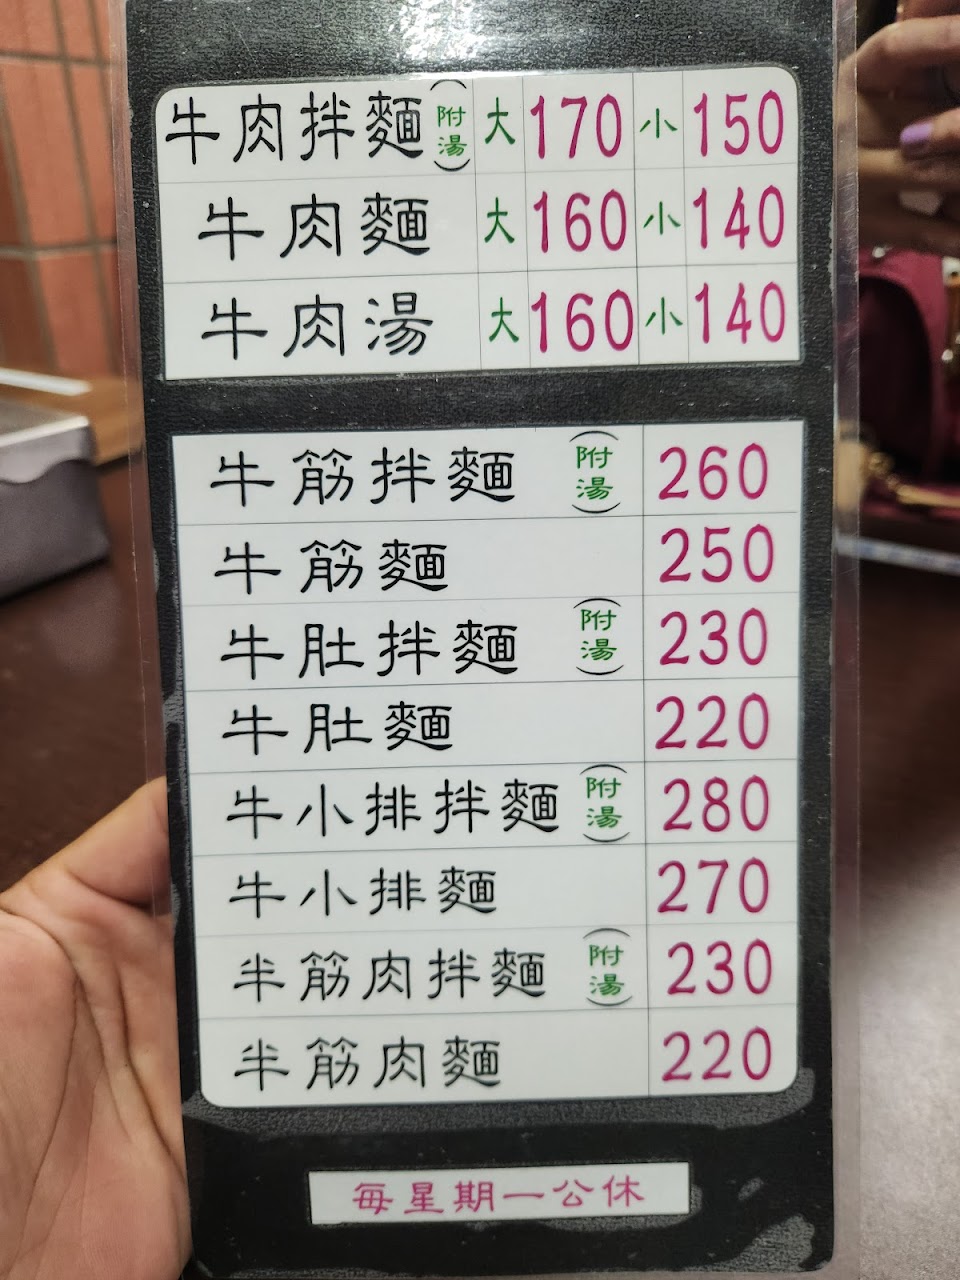 牛肉拌麵(附湯) 大 170 小 150
牛肉麵 大 160 小 140
牛肉湯 大 160 小 140
牛筋拌麵 (附湯) 260
牛筋麵 250
牛肚拌麵 (附湯) 230
牛肚麵 220
牛小排拌麵 (附湯) 280
牛小排麵 270
半筋肉拌麵 (附湯) 230
半筋肉麵 220
每星期一公休